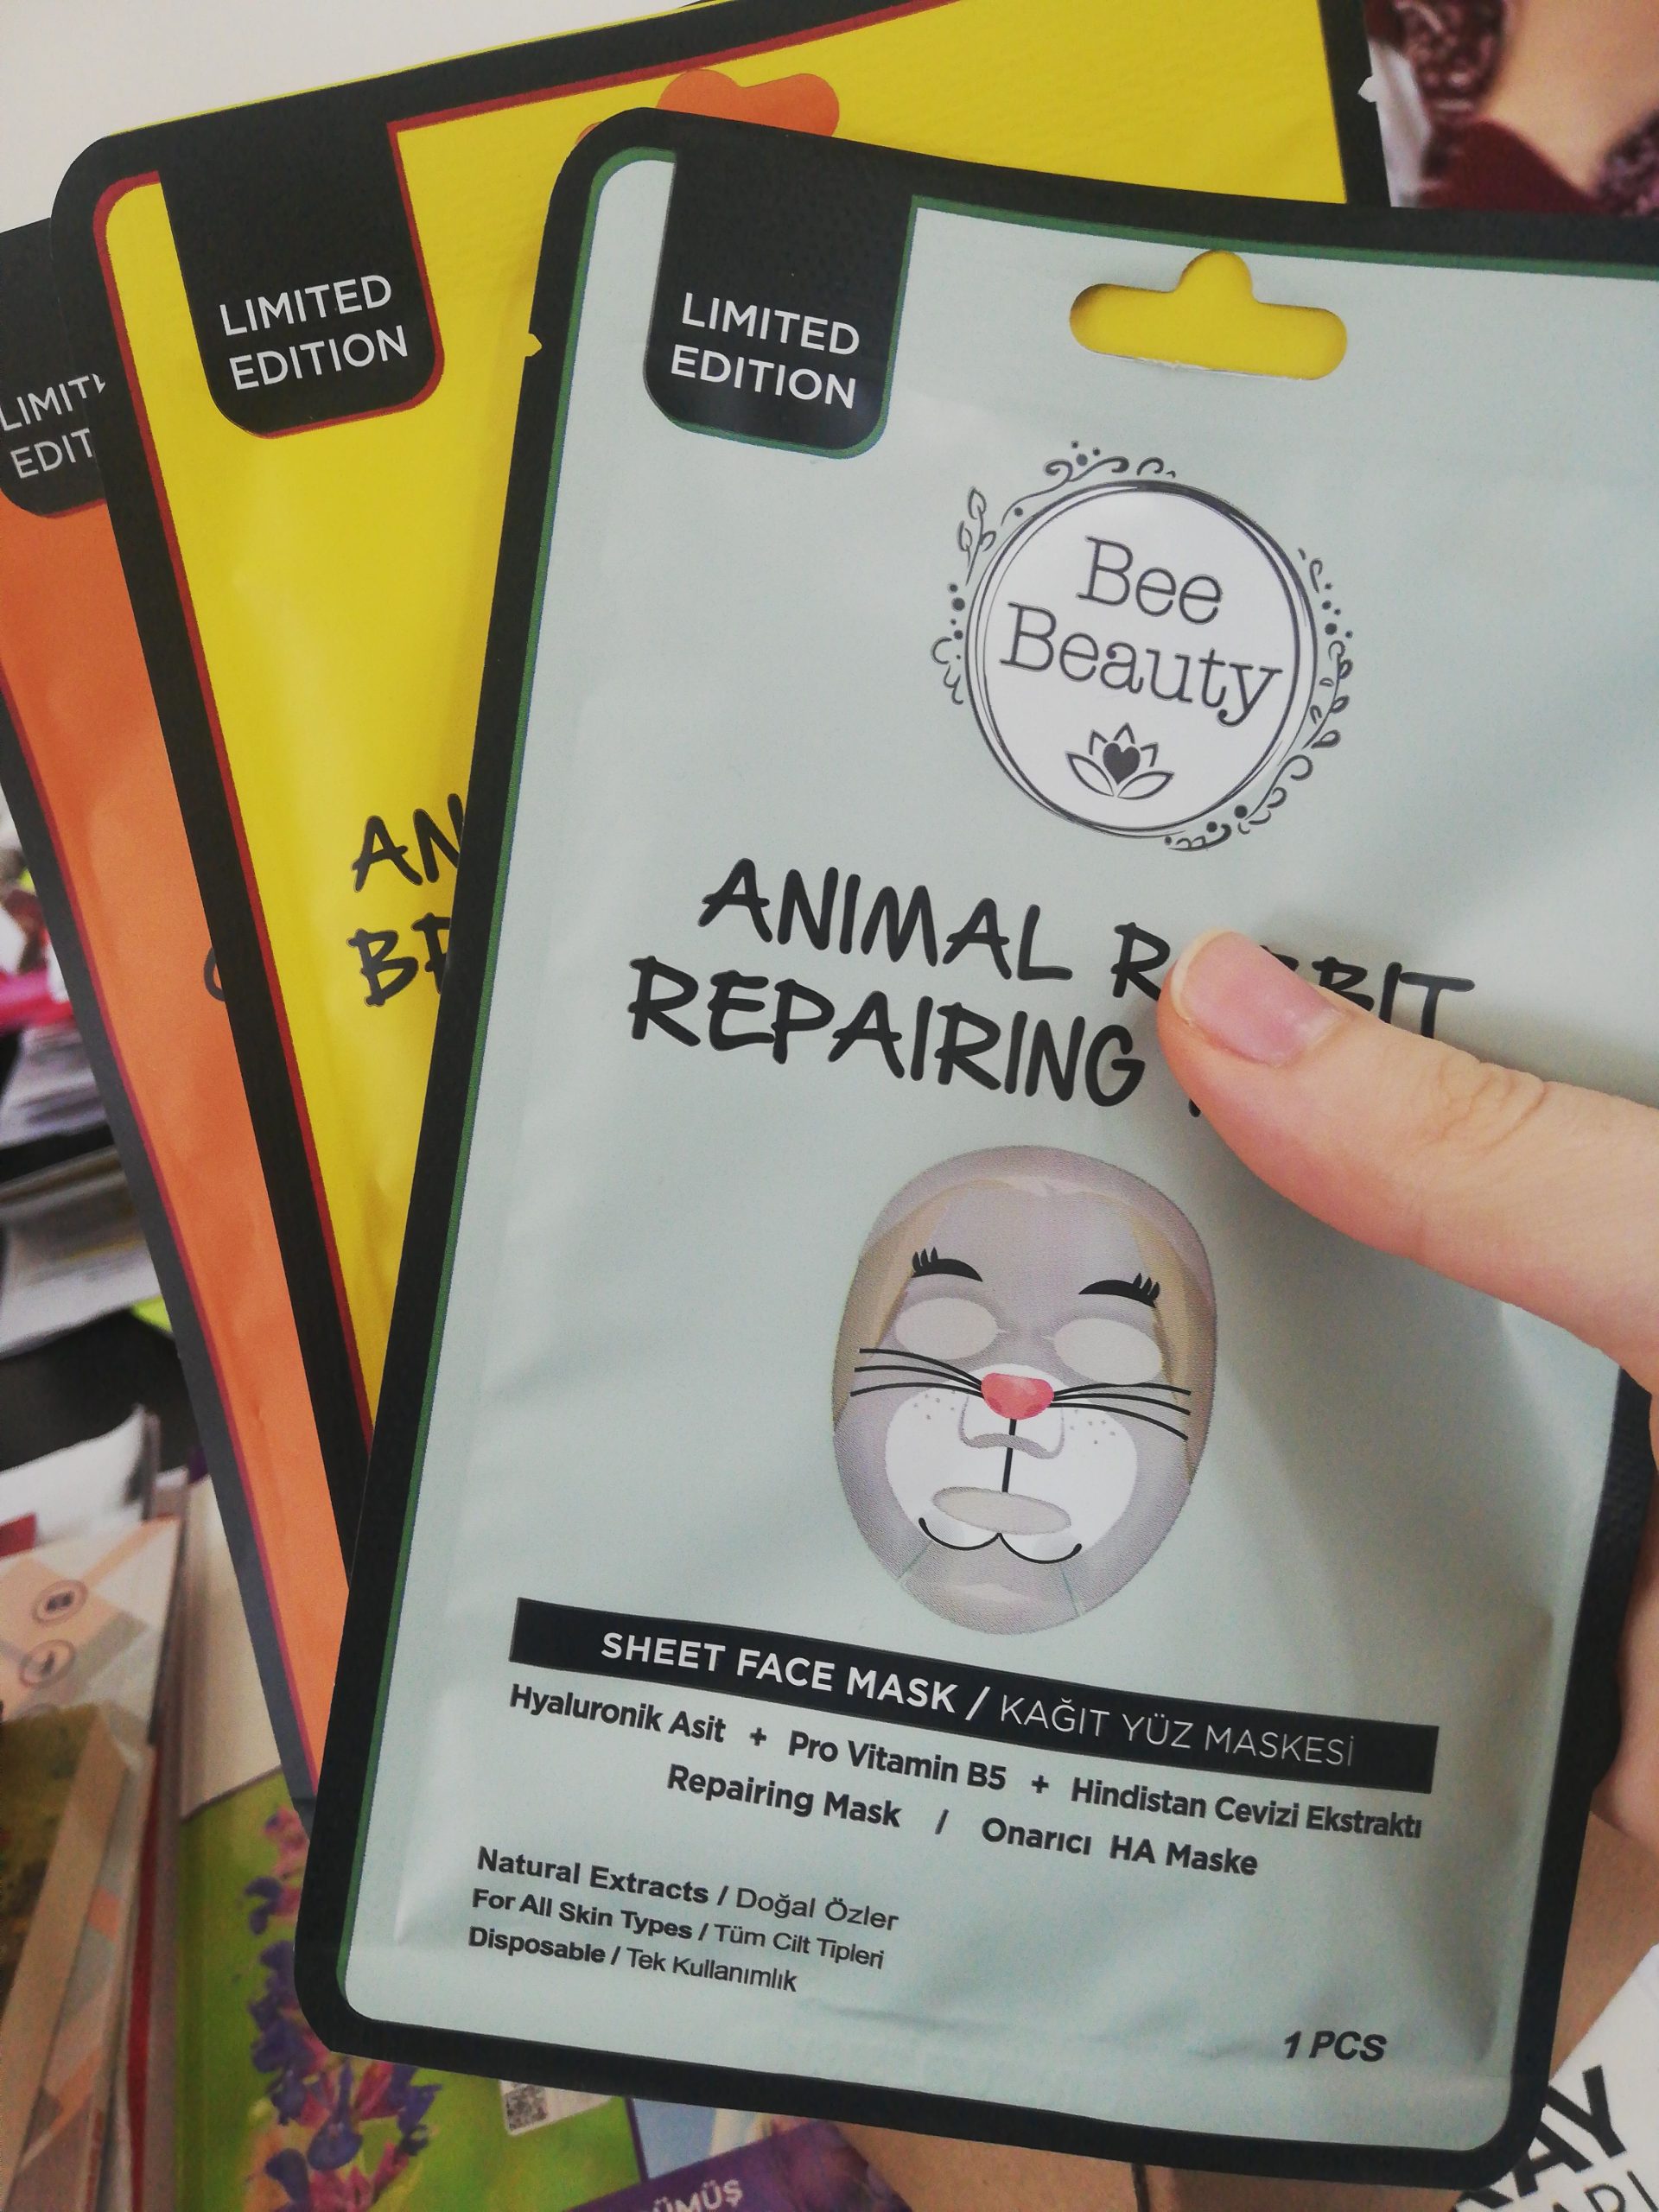 LIMITED
EDITION
LIMITED
EDITION
Bee
Beauty
ANIMAL
REPAIRING
SHEET FACE MASK / KAĞIT YÜZ MASKESİ
Hyaluronik Asit + Pro Vitamin B5 + Hindistan Cevizi Ekstraktı
Repairing Mask / Onarıcı HA Maske
Natural Extracts / Doğal Özler
For All Skin Types / Tüm Cilt Tipleri
Disposable / Tek Kullanımlık
1 PCS